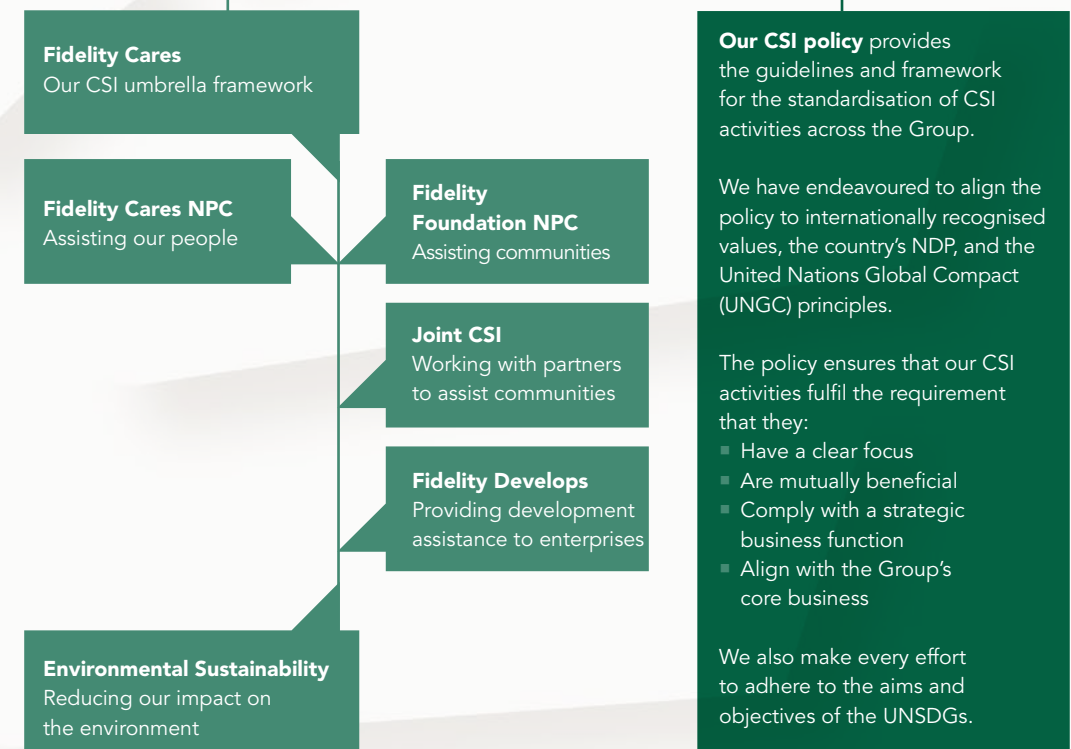 Fidelity Cares
Our CSI umbrella framework
Fidelity Cares NPC
Assisting our people
Fidelity
Foundation NPC
Assisting communities
Joint CSI
Working with partners
to assist communities
Fidelity Develops
Providing development
assistance to enterprises
Environmental Sustainability
Reducing our impact on
the environment
Our CSI policy provides
the guidelines and framework
for the standardisation of CSI
activities across the Group.
We have endeavoured to align the
policy to internationally recognised
values, the country's NDP, and the
United Nations Global Compact
(UNGC) principles.
The policy ensures that our CSI
activities fulfil the requirement
that they:
Have a clear focus
Are mutually beneficial
Comply with a strategic
business function
Align with the Group's
core business
We also make every effort
to adhere to the aims and
objectives of the UNSDGs.